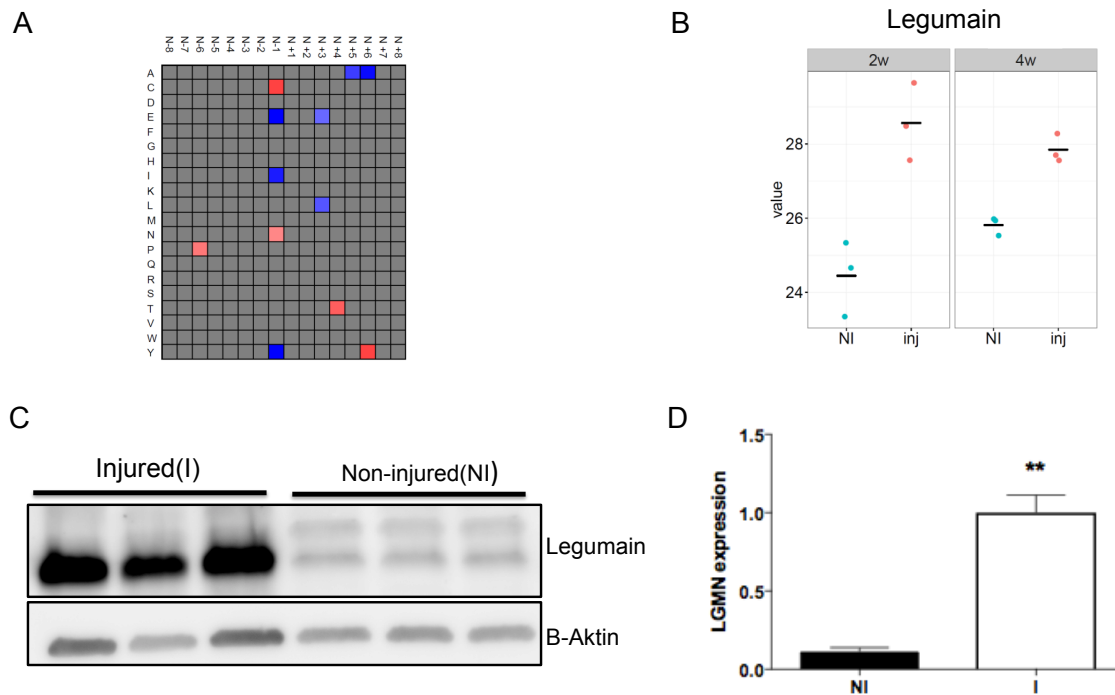 A
N-8 N-7 N-6 N-5 N-4 N-3 N-2 N-1 N +1 N +2 N +3 N +4 N +5 N +6 N +7 N +8
A
C
D
E
F
G
H
I
K
L
M
N
P
Q
R
S
T
V
W
Y
B
Legumain
2w 4w
value
28
26
24
NI inj NI inj
C
Injured(I) Non-injured(NI)
Legumain
B-Aktin
D
LGMN expression
1.5
1.0
0.5
0.0
**
NI I